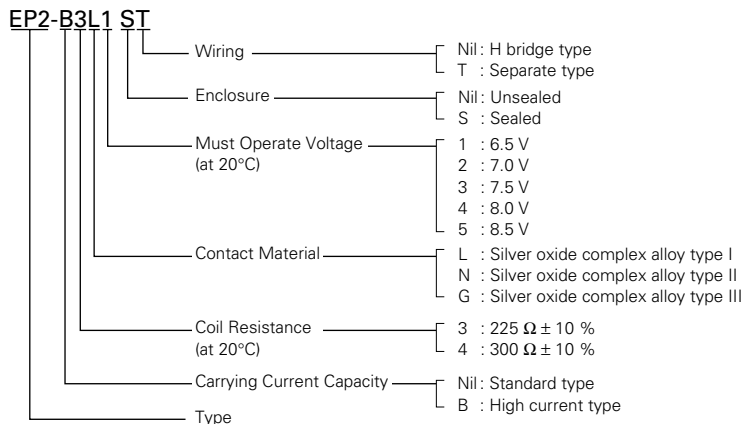 EP2-B3L1 ST
Wiring
Nil : H bridge type
T : Separate type
Enclosure
Nil : Unsealed
S : Sealed
Must Operate Voltage
(at 20°C)
1 : 6.5 V
2 : 7.0 V
3 : 7.5 V
4 : 8.0 V
5 : 8.5 V
Contact Material
L : Silver oxide complex alloy type I
N : Silver oxide complex alloy type II
G : Silver oxide complex alloy type III
Coil Resistance
(at 20°C)
3 : 225 Ω ± 10 %
4 : 300 Ω ± 10 %
Carrying Current Capacity
Nil : Standard type
B : High current type
Type